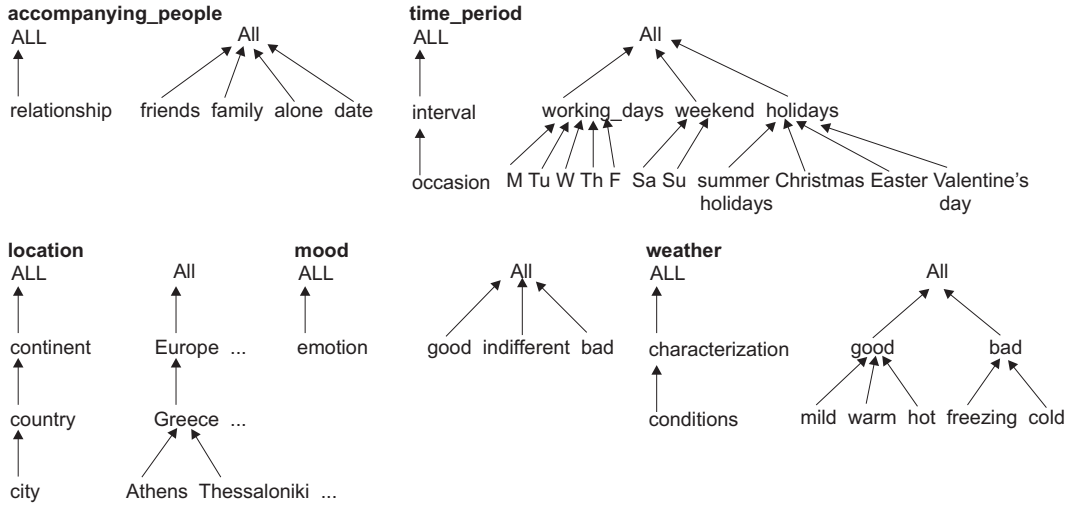 accompanying_people
ALL All
relationship friends family alone date
time_period
ALL All
interval working_days weekend holidays
occasion M Tu W Th F Sa Su summer Christmas Easter Valentine's
holidays day
location
ALL All
continent Europe ...
country Greece ...
city Athens Thessaloniki ...
mood
ALL All
emotion good indifferent bad
weather
ALL All
characterization good bad
conditions mild warm hot freezing cold